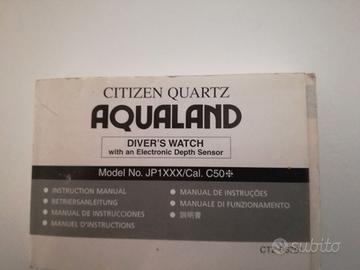 CITIZEN QUARTZ
AQUALAND
DIVER'S WATCH
with an Electronic Depth Sensor
Model No. JP1XXX/Cal. C50✽
● INSTRUCTION MANUAL
● BETRIEBSANLEITUNG
● MANUAL DE INSTRUCCIONES
● MANUEL D'INSTRUCTIONS
● MANUAL DE INSTRUÇÕES
● MANUALE DI FUNZIONAMENTO
● 説明書
subito